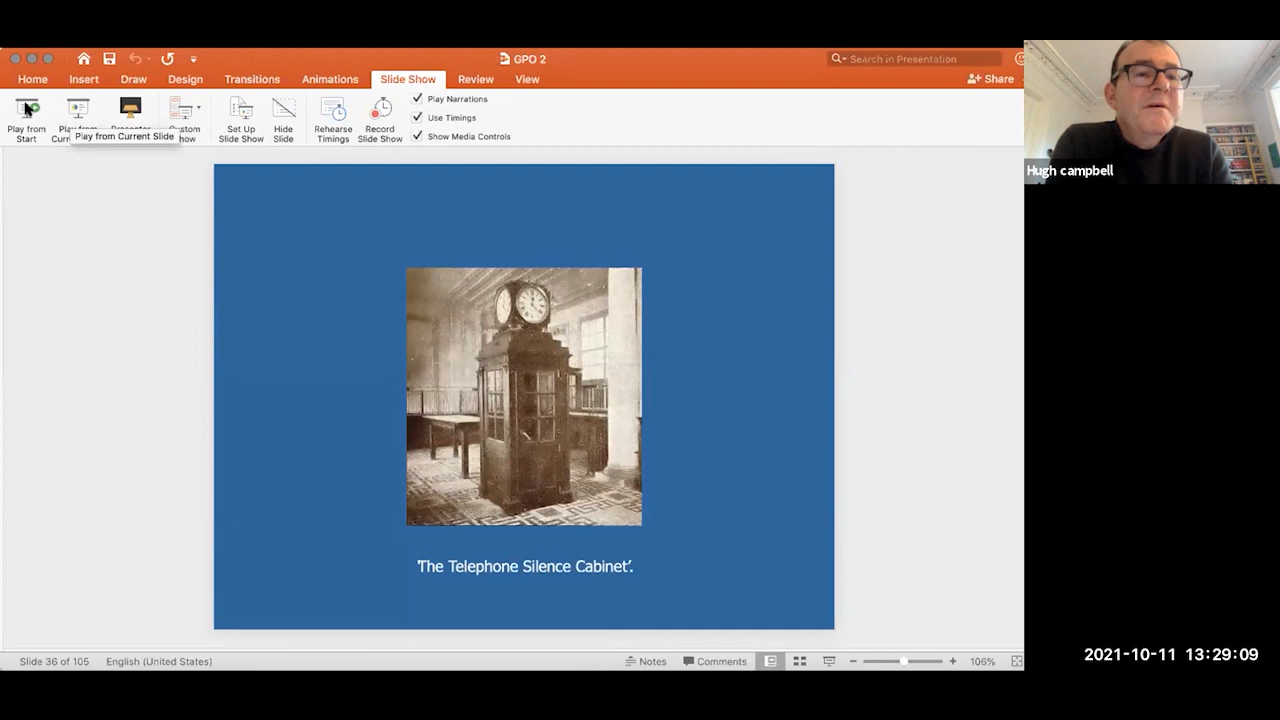 GPO 2
Search in Presentation
Home Insert Draw Design Transitions Animations Slide Show Review View Share
Play Narrations
Use Timings
Show Media Controls
Play from Start
Set Up Slide Show
Hide Slide
Rehearse Timings
Record Slide Show
Play from Current Slide
Hugh campbell
'The Telephone Silence Cabinet'.
2021-10-11 13:29:09
Slide 36 of 105 English (United States) Notes Comments 106%